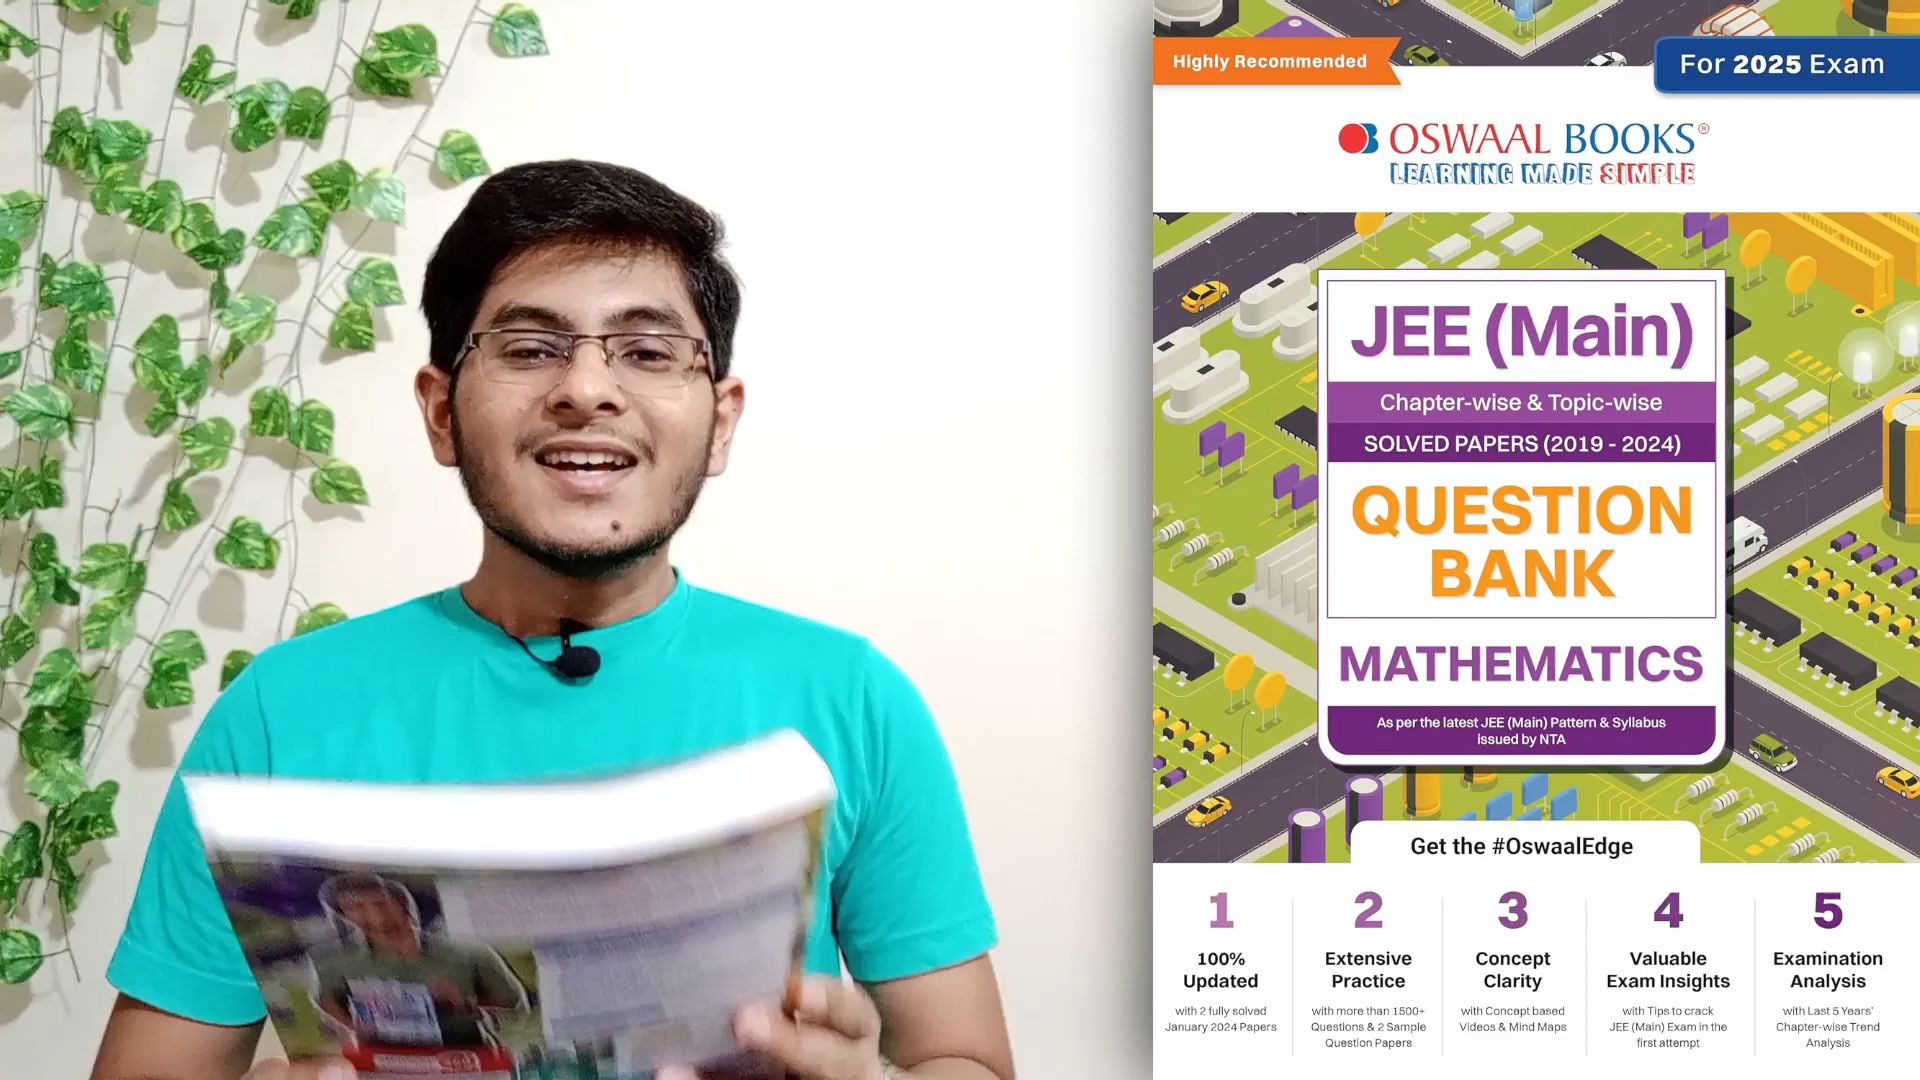 Highly Recommended
For 2025 Exam
OSWAAL BOOKS®
LEARNING MADE SIMPLE
JEE (Main)
Chapter-wise & Topic-wise
SOLVED PAPERS (2019 - 2024)
QUESTION
BANK
MATHEMATICS
As per the latest JEE (Main) Pattern & Syllabus
issued by NTA
Get the #OswaalEdge
1
100%
Updated
with 2 fully solved
January 2024 Papers
2
Extensive
Practice
with more than 1500+
Questions & 2 Sample
Question Papers
3
Concept
Clarity
with Concept based
Videos & Mind Maps
4
Valuable
Exam Insights
with Tips to crack
JEE (Main) Exam in the
first attempt
5
Examination
Analysis
with Last 5 Years'
Chapter-wise Trend
Analysis